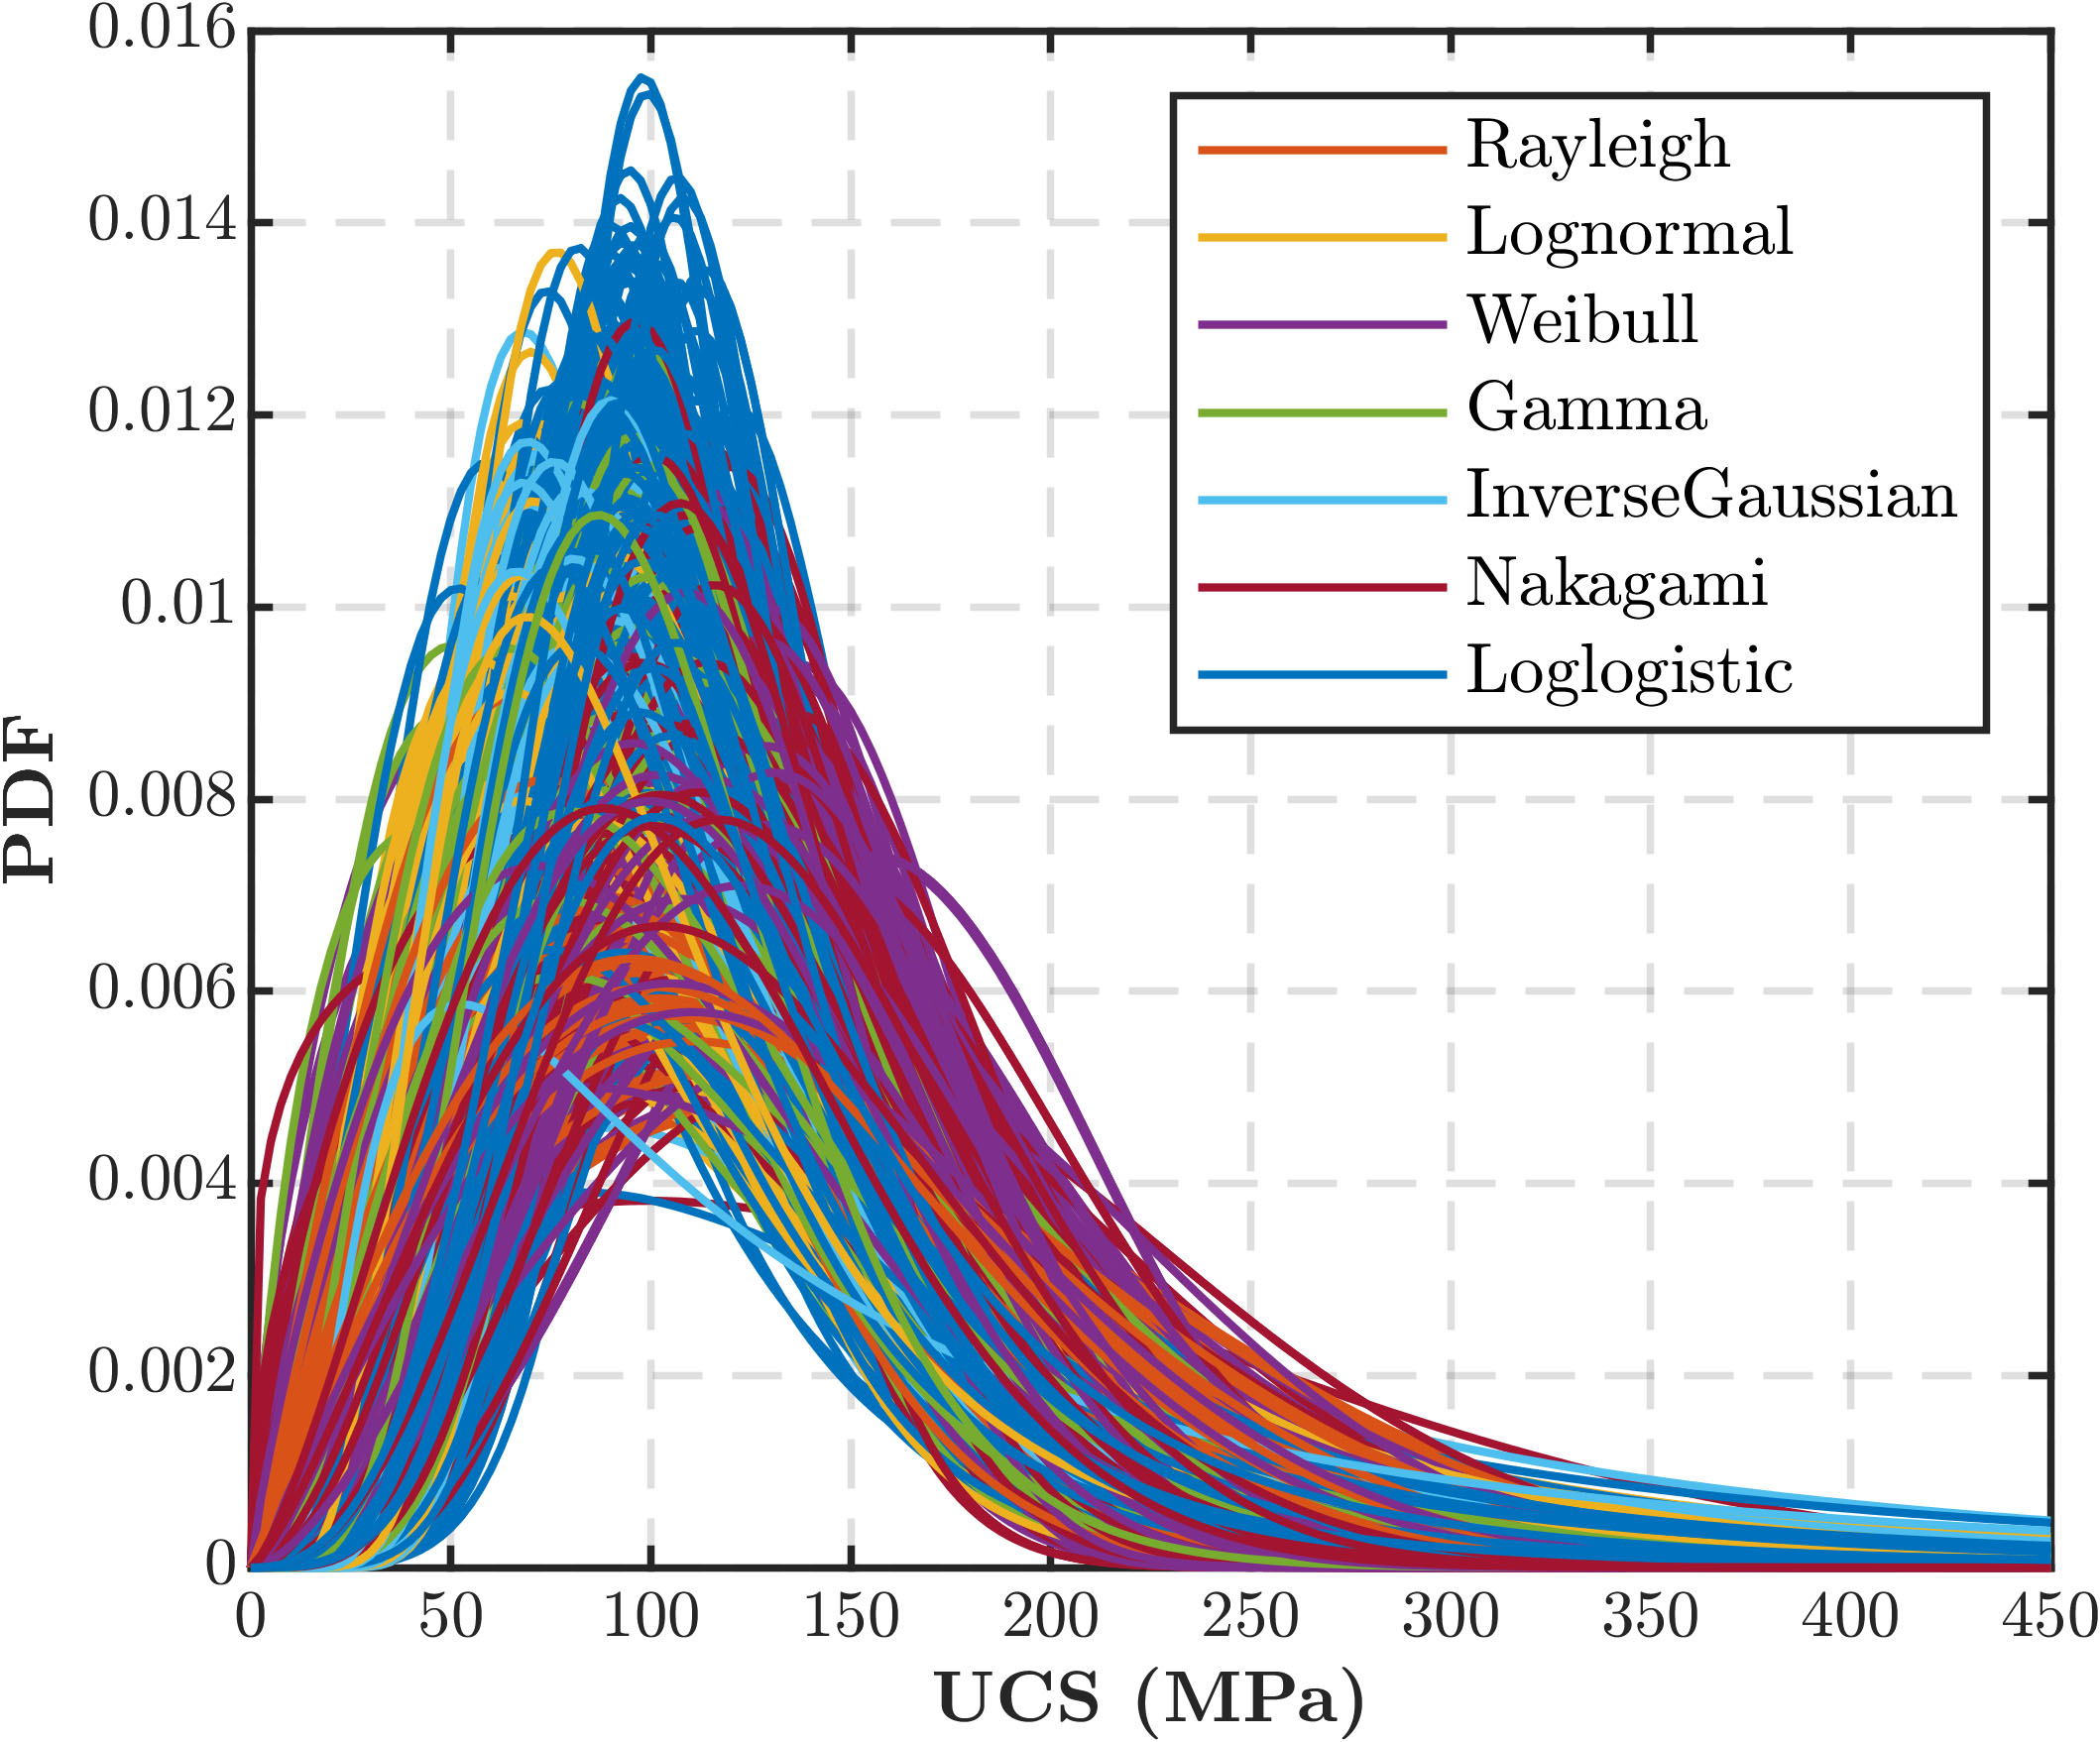 0.016
0.014
0.012
0.01
0.008
0.006
0.004
0.002
0
PDF
Rayleigh
Lognormal
Weibull
Gamma
InverseGaussian
Nakagami
Loglogistic
0 50 100 150 200 250 300 350 400 450
UCS (MPa)